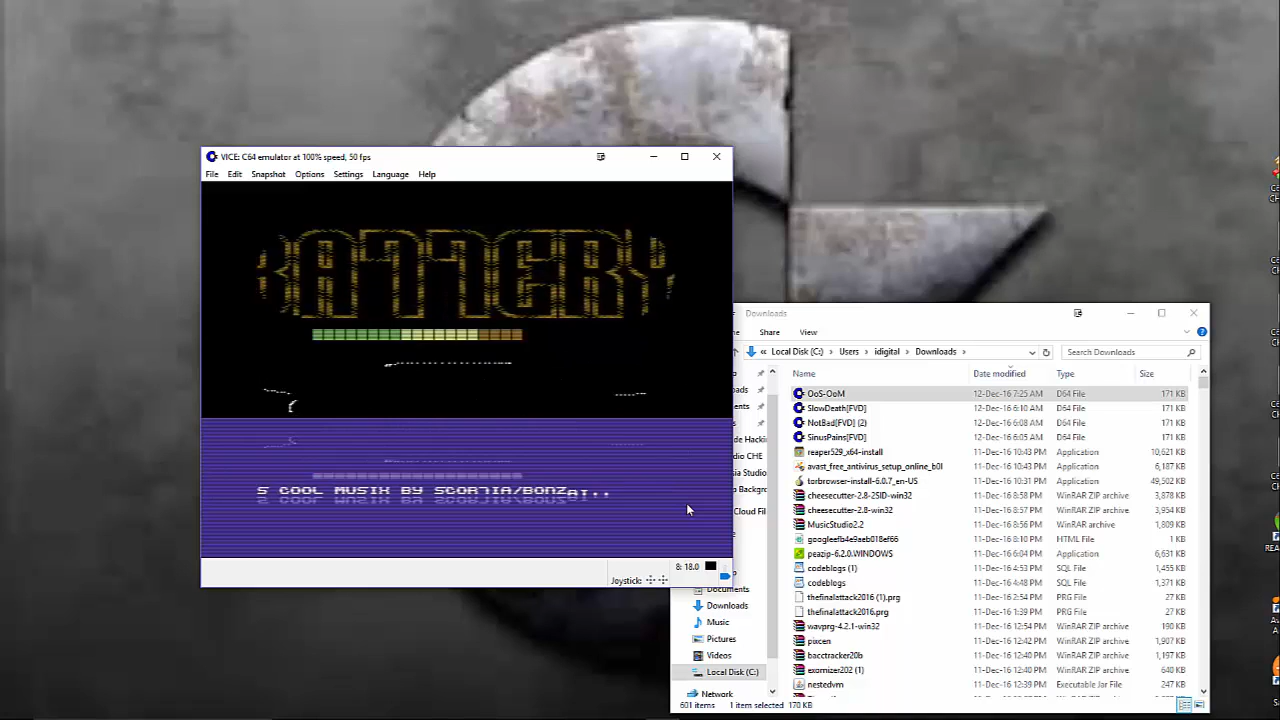 VICE: C64 emulator at 100% speed, 50 fps
File Edit Snapshot Options Settings Language Help
5 COOL MUSIX BY SCORTIA/BONZAI..
8: 18.0
Joystick:
Downloads
Share View
« Local Disk (C:) › Users › idigital › Downloads ›
Search Downloads
Name Date modified Type Size
OoS-OoM 12-Dec-16 7:25 AM D64 File 171 KB
SlowDeath[FVD] 12-Dec-16 6:10 AM D64 File 171 KB
NotBad[FVD] (2) 12-Dec-16 6:08 AM D64 File 171 KB
SinusPains[FVD] 12-Dec-16 6:05 AM D64 File 171 KB
reaper529_x64-install 11-Dec-16 10:43 PM Application 10,621 KB
avast_free_antivirus_setup_online_b0l 11-Dec-16 10:43 PM Application 6,187 KB
torbrowser-install-6.0.7_en-US 11-Dec-16 10:43 PM Application 49,502 KB
cheesecutter-2.8-2SID-win32 11-Dec-16 8:58 PM WinRAR ZIP archive 3,878 KB
cheesecutter-2.8-win32 11-Dec-16 8:58 PM WinRAR ZIP archive 3,954 KB
MusicStudio2.2 11-Dec-16 8:56 PM WinRAR archive 1,809 KB
googleefb4e9aeb018ef66 11-Dec-16 8:10 PM HTML File 1 KB
peazip-6.2.0.WINDOWS 11-Dec-16 6:04 PM Application 6,631 KB
codeblogs (1) 11-Dec-16 5:23 PM SQL File 1,455 KB
codeblogs 11-Dec-16 4:48 PM SQL File 1,363 KB
thefinalattack2016 (1).prg 11-Dec-16 2:54 PM PRG File 27 KB
thefinalattack2016.prg 11-Dec-16 1:39 PM PRG File 27 KB
wavprg-4.2.1-win32 11-Dec-16 12:54 PM WinRAR ZIP archive 190 KB
pixcen 11-Dec-16 12:42 PM WinRAR ZIP archive 1,907 KB
bacctracker20b 11-Dec-16 12:40 PM WinRAR ZIP archive 1,197 KB
exomizer202 (1) 11-Dec-16 12:40 PM WinRAR ZIP archive 640 KB
nestedvm 11-Dec-16 12:39 PM Executable Jar File 247 KB
Documents
Downloads
Music
Pictures
Videos
Local Disk (C:)
Network
601 items 1 item selected 170 KB